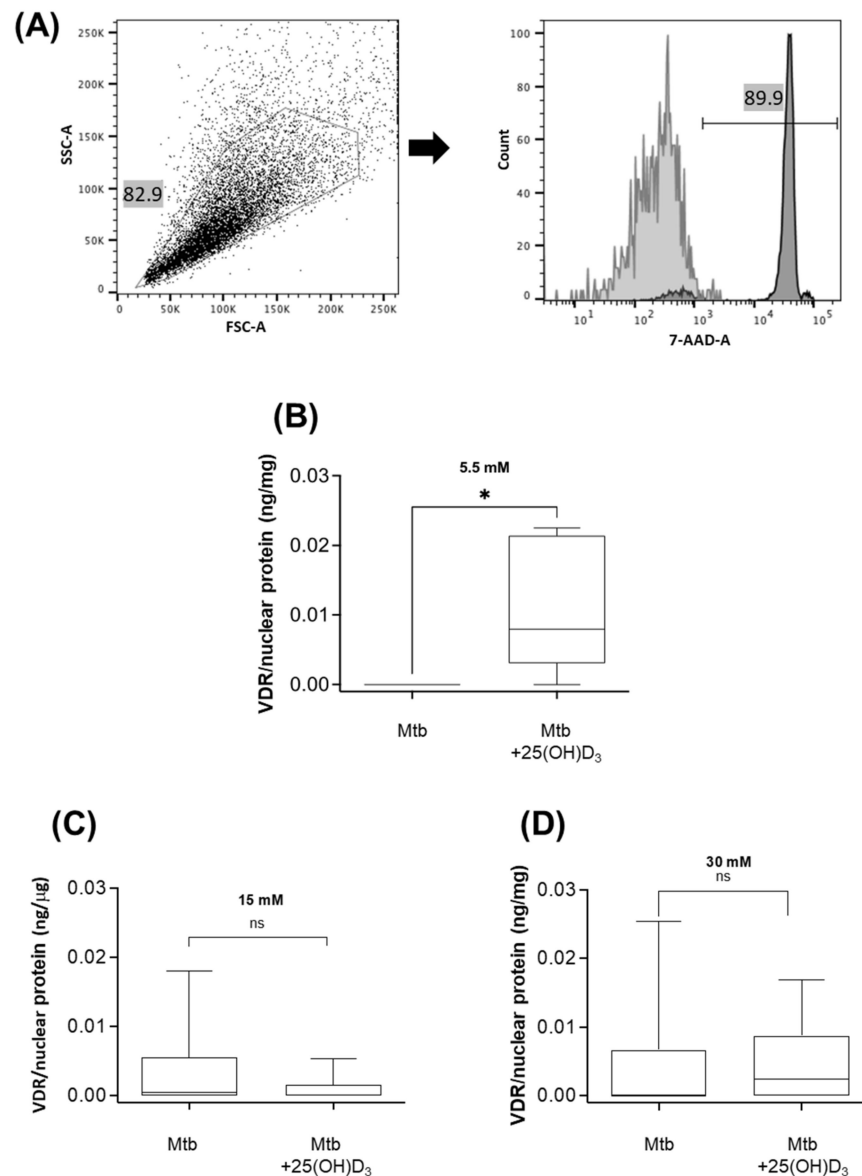 (A)
250K
200K
150K
100K
50K
0
SSC-A
82.9
0 50K 100K 150K 200K 250K
FSC-A
100
80
60
40
20
0
Count
89.9
10¹ 10² 10³ 10⁴ 10⁵
7-AAD-A
(B)
5.5 mM
*
0.03
0.02
0.01
0.00
VDR/nuclear protein (ng/mg)
Mtb
Mtb
+25(OH)D₃
(C)
15 mM
ns
0.03
0.02
0.01
0.00
VDR/nuclear protein (ng/μg)
Mtb
Mtb
+25(OH)D₃
(D)
30 mM
ns
0.03
0.02
0.01
0.00
VDR/nuclear protein (ng/mg)
Mtb
Mtb
+25(OH)D₃